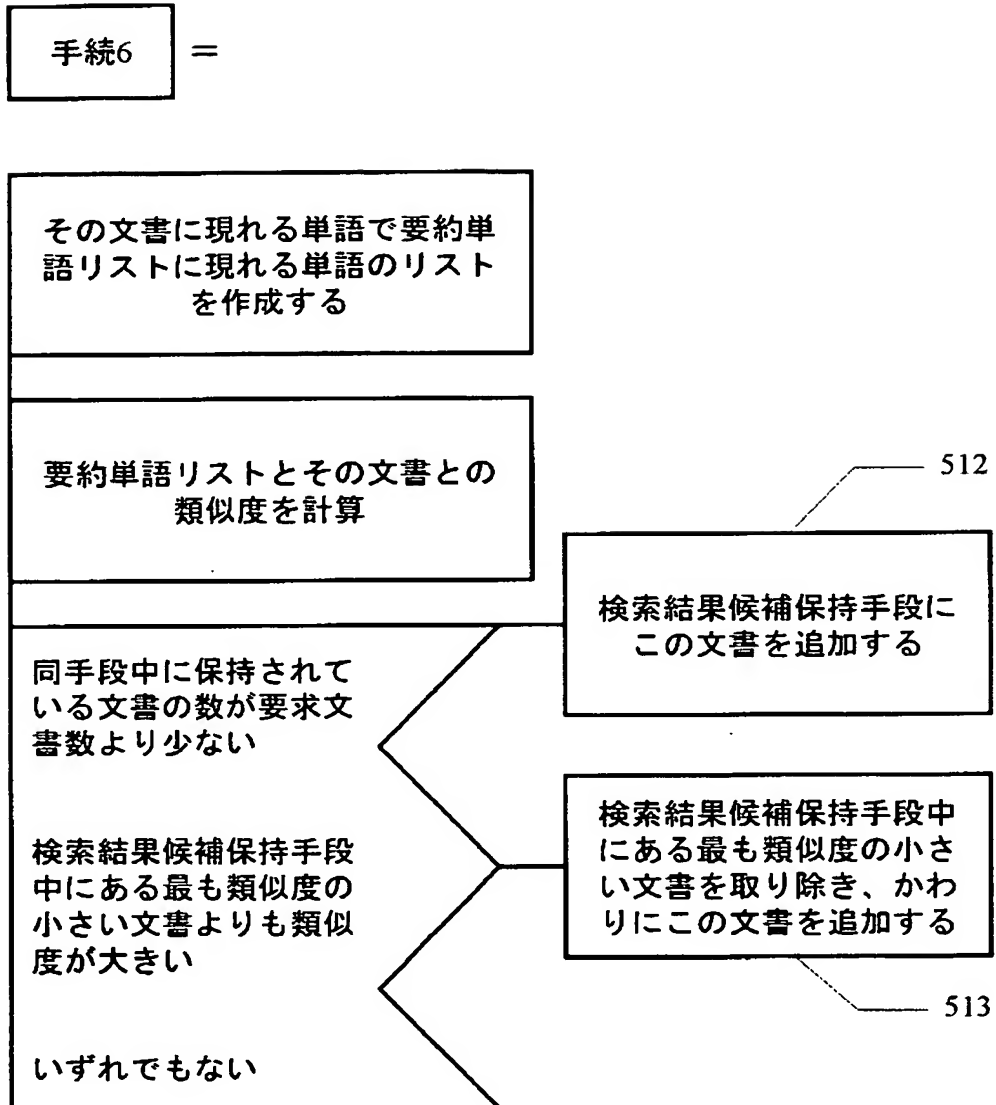 手続6 =
その文書に現れる単語で要約単
語リストに現れる単語のリスト
を作成する
要約単語リストとその文書との
類似度を計算
512
検索結果候補保持手段に
この文書を追加する
同手段中に保持されて
いる文書の数が要求文
書数より少ない
検索結果候補保持手段中
にある最も類似度の小さ
い文書を取り除き、かわ
りにこの文書を追加する
検索結果候補保持手段
中にある最も類似度の
小さい文書よりも類似
度が大きい
513
いずれでもない